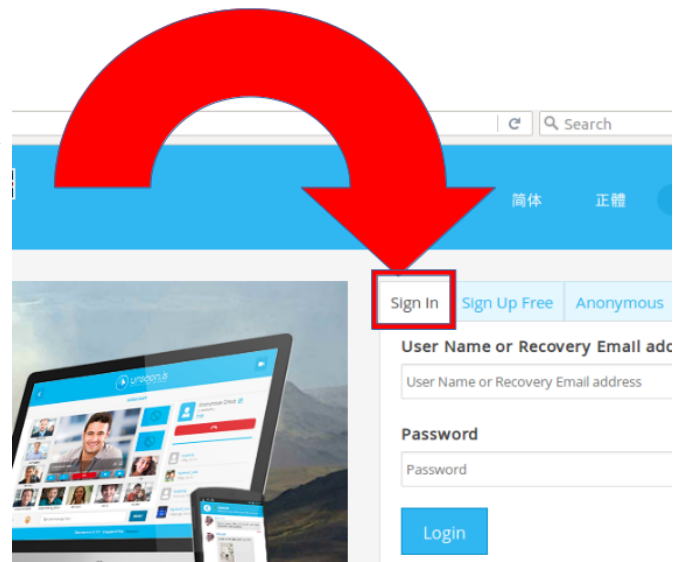 Search
简体 正體
Sign In Sign Up Free Anonymous
User Name or Recovery Email add
User Name or Recovery Email address
Password
Password
Login